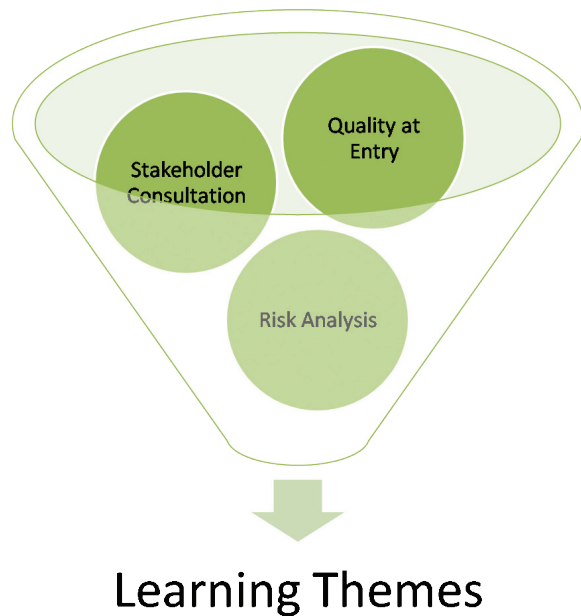 Quality at
Entry
Stakeholder
Consultation
Risk Analysis
Learning Themes